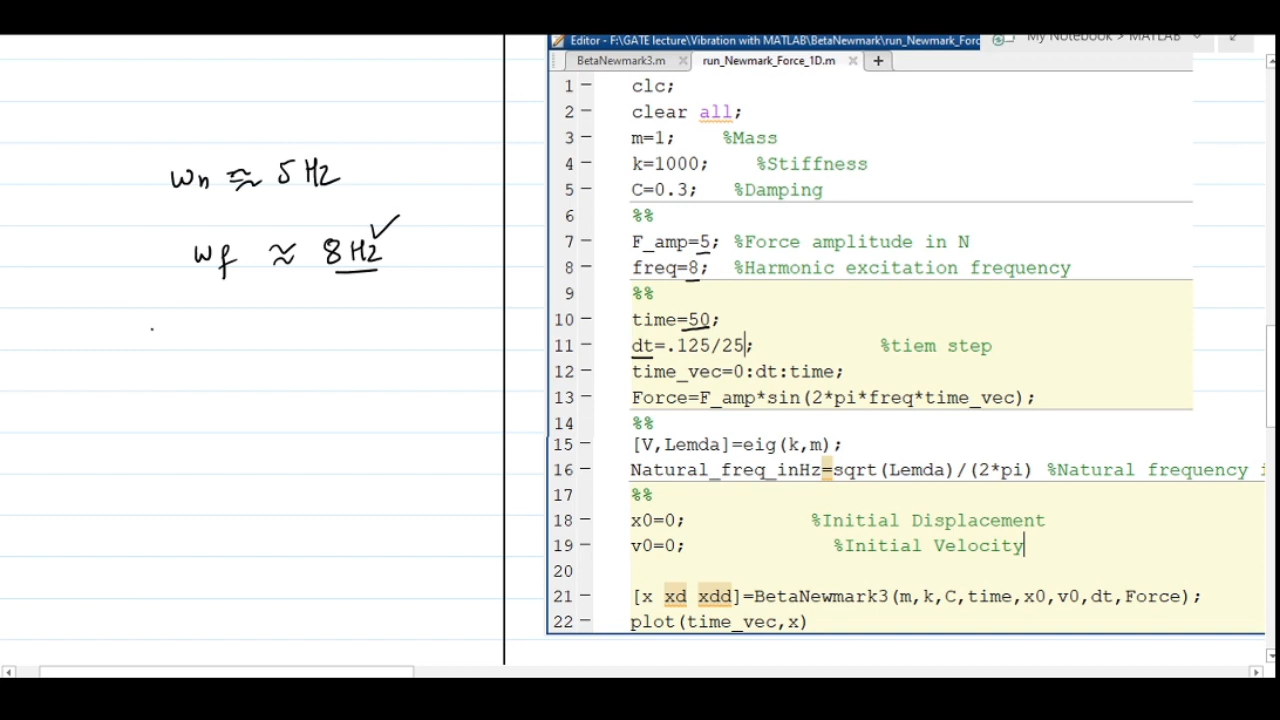 ωn ≈ 5 Hz
ωf ≈ 8 Hz ✓
Editor - F:\GATE lecture\Vibration with MATLAB\BetaNewmark\run_Newmark_Forc
My Notebook > MATLAB
BetaNewmark3.m × run_Newmark_Force_1D.m × +
1 clc;
2 clear all;
3 m=1; %Mass
4 k=1000; %Stiffness
5 C=0.3; %Damping
6 %%
7 F_amp=5; %Force amplitude in N
8 freq=8; %Harmonic excitation frequency
9 %%
10 time=50;
11 dt=.125/25; %tiem step
12 time_vec=0:dt:time;
13 Force=F_amp*sin(2*pi*freq*time_vec);
14 %%
15 [V,Lemda]=eig(k,m);
16 Natural_freq_inHz=sqrt(Lemda)/(2*pi) %Natural frequency i
17 %%
18 x0=0; %Initial Displacement
19 v0=0; %Initial Velocity
20
21 [x xd xdd]=BetaNewmark3(m,k,C,time,x0,v0,dt,Force);
22 plot(time_vec,x)